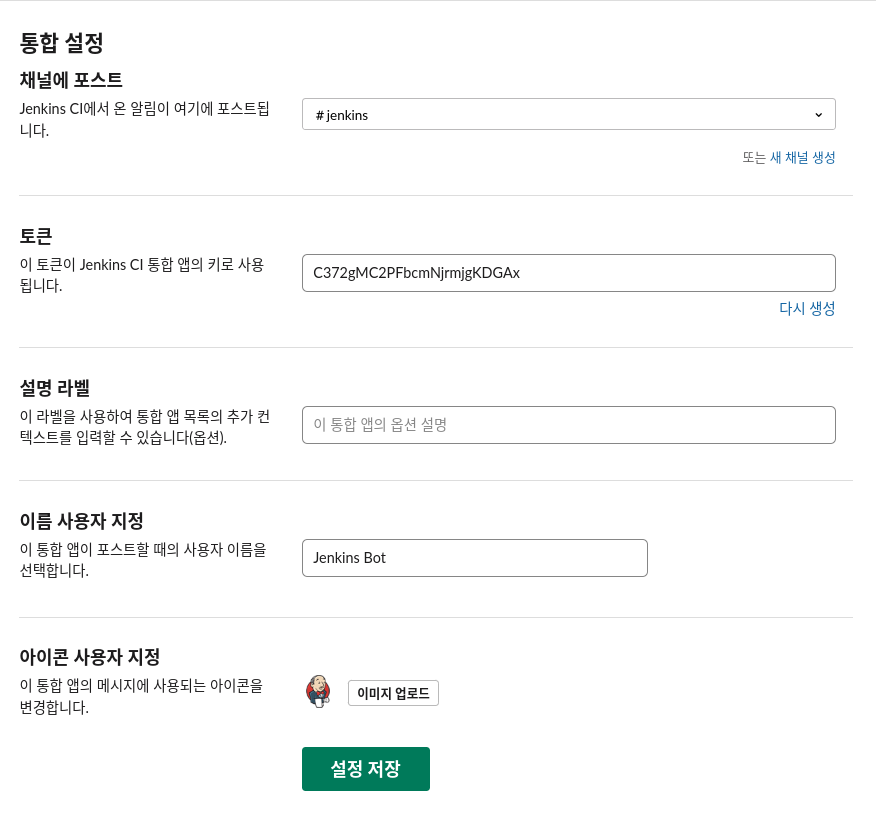 통합 설정
채널에 포스트
Jenkins CI에서 온 알림이 여기에 포스트됩
니다.
# jenkins
또는 새 채널 생성
토큰
이 토큰이 Jenkins CI 통합 앱의 키로 사용
됩니다.
C372gMC2PFbcmNjrmjgKDGAx
다시 생성
설명 라벨
이 라벨을 사용하여 통합 앱 목록의 추가 컨
텍스트를 입력할 수 있습니다(옵션).
이 통합 앱의 옵션 설명
이름 사용자 지정
이 통합 앱이 포스트할 때의 사용자 이름을
선택합니다.
Jenkins Bot
아이콘 사용자 지정
이 통합 앱의 메시지에 사용되는 아이콘을
변경합니다.
이미지 업로드
설정 저장